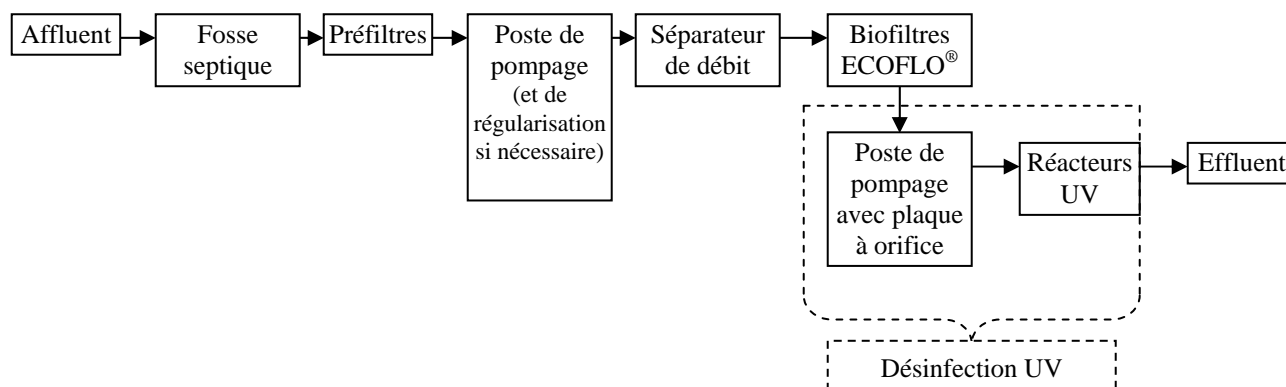 Affluent
Fosse
septique
Préfiltres
Poste de
pompage
(et de
régularisation
si nécessaire)
Séparateur
de débit
Biofiltres
ECOFLO®
Poste de
pompage
avec plaque
à orifice
Réacteurs
UV
Effluent
Désinfection UV